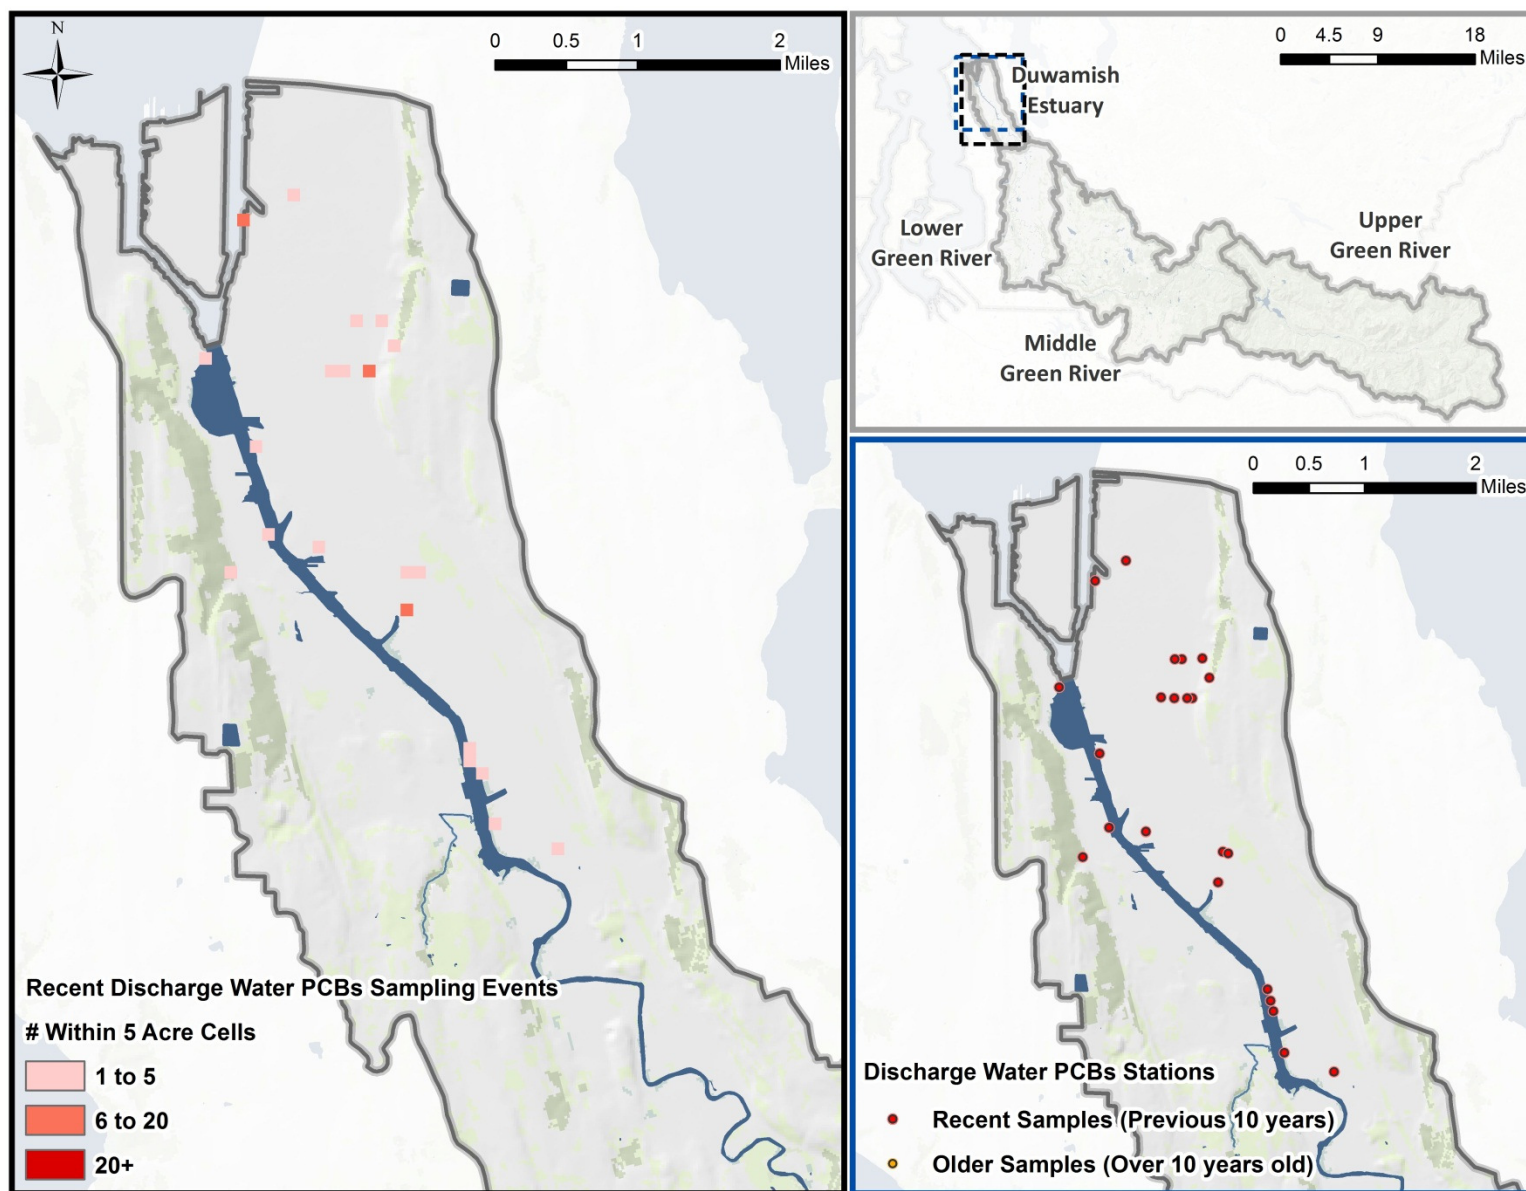 N
0 0.5 1 2
Miles
Recent Discharge Water PCBs Sampling Events
# Within 5 Acre Cells
1 to 5
6 to 20
20+
0 4.5 9 18
Miles
Duwamish
Estuary
Lower
Green River
Upper
Green River
Middle
Green River
0 0.5 1 2
Miles
Discharge Water PCBs Stations
Recent Samples (Previous 10 years)
Older Samples (Over 10 years old)